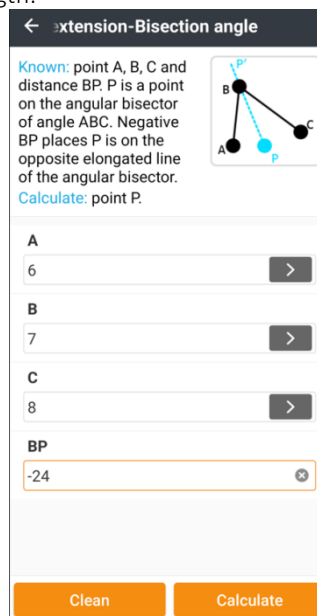 ←
Extension-Bisection angle
Known: point A, B, C and
distance BP. P is a point
on the angular bisector
of angle ABC. Negative
BP places P is on the
opposite elongated line
of the angular bisector.
Calculate: point P.
P'
B
C
A
P
A
6
>
B
7
>
C
8
>
BP
-24
Clean
Calculate